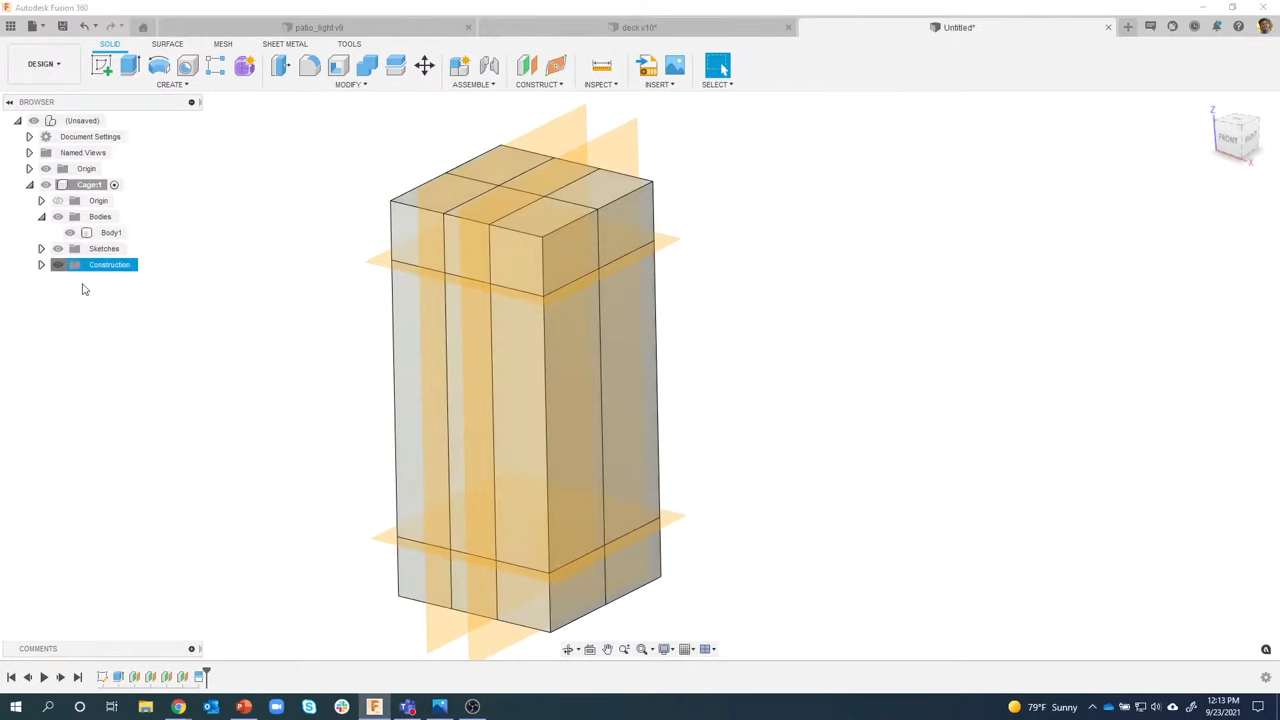 Autodesk Fusion 360
patio_light v9
deck v10*
Untitled*
SOLID
SURFACE
MESH
SHEET METAL
TOOLS
DESIGN
CREATE
MODIFY
ASSEMBLE
CONSTRUCT
INSPECT
INSERT
SELECT
BROWSER
(Unsaved)
Document Settings
Named Views
Origin
Cage:1
Origin
Bodies
Body1
Sketches
Construction
Z
FRONT
RIGHT
X
COMMENTS
79°F Sunny
12:13 PM
9/23/2021